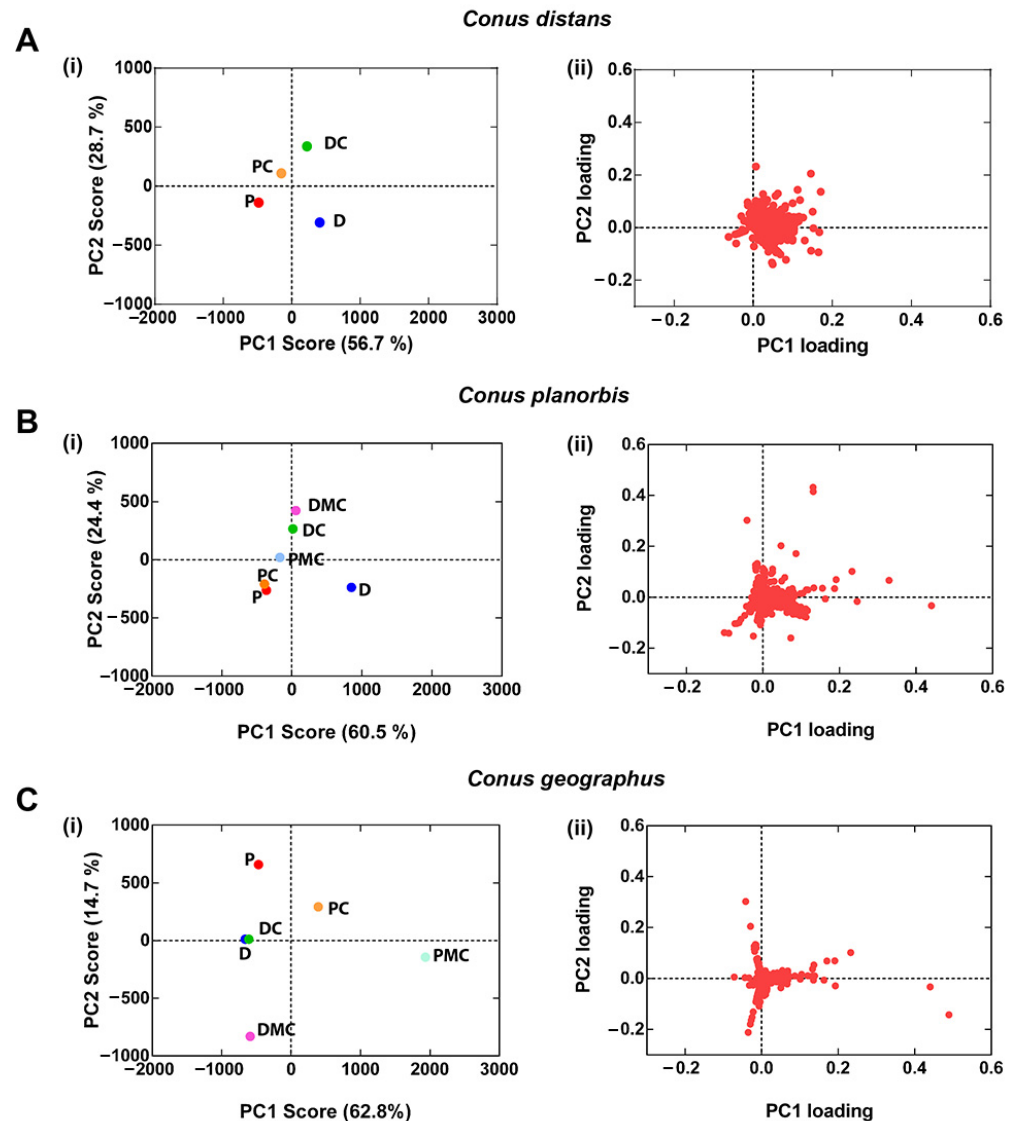 Conus distans
A
(i)
(ii)
1000
500
0
−500
−1000
PC2 Score (28.7 %)
DC
PC
P
D
−2000 −1000 0 1000 2000 3000
PC1 Score (56.7 %)
0.6
0.4
0.2
0.0
−0.2
PC2 loading
−0.2 0.0 0.2 0.4 0.6
PC1 loading
Conus planorbis
B
(i)
(ii)
1000
500
0
−500
−1000
PC2 Score (24.4 %)
DMC
DC
PMC
PC
P
D
−2000 −1000 0 1000 2000 3000
PC1 Score (60.5 %)
0.6
0.4
0.2
0.0
−0.2
PC2 loading
−0.2 0.0 0.2 0.4 0.6
PC1 loading
Conus geographus
C
(i)
(ii)
1000
500
0
−500
−1000
PC2 Score (14.7 %)
P
PC
DC
D
PMC
DMC
−2000 −1000 0 1000 2000 3000
PC1 Score (62.8%)
0.6
0.4
0.2
0.0
−0.2
PC2 loading
−0.2 0.0 0.2 0.4 0.6
PC1 loading